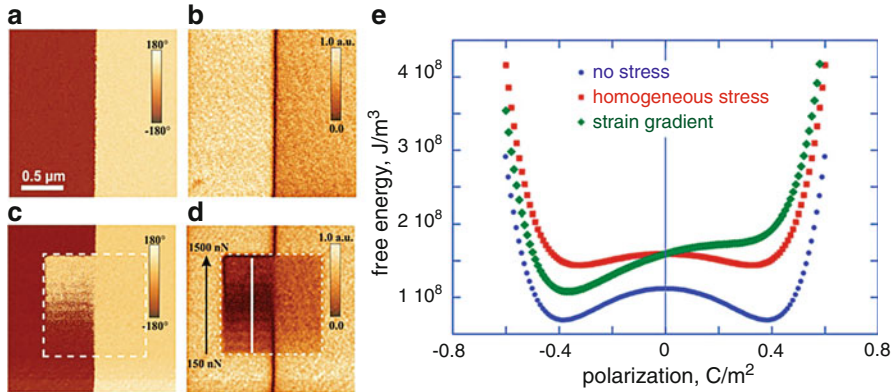 a
b
e
180°
-180°
0.5 µm
1.0 a.u.
0.0
c
d
180°
-180°
1500 nN
150 nN
1.0 a.u.
0.0
free energy, J/m³
4 10⁸
3 10⁸
2 10⁸
1 10⁸
no stress
homogeneous stress
strain gradient
-0.8
-0.4
0
0.4
0.8
polarization, C/m²